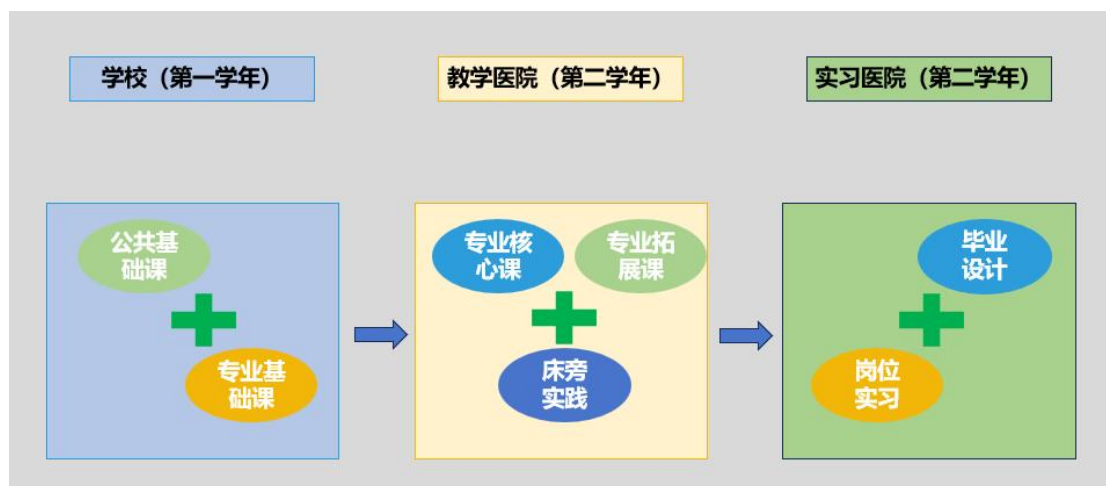 学校（第一学年）
教学医院（第二学年）
实习医院（第二学年）
公共基
础课
专业基
础课
专业核
心课
专业拓
展课
床旁
实践
毕业
设计
岗位
实习